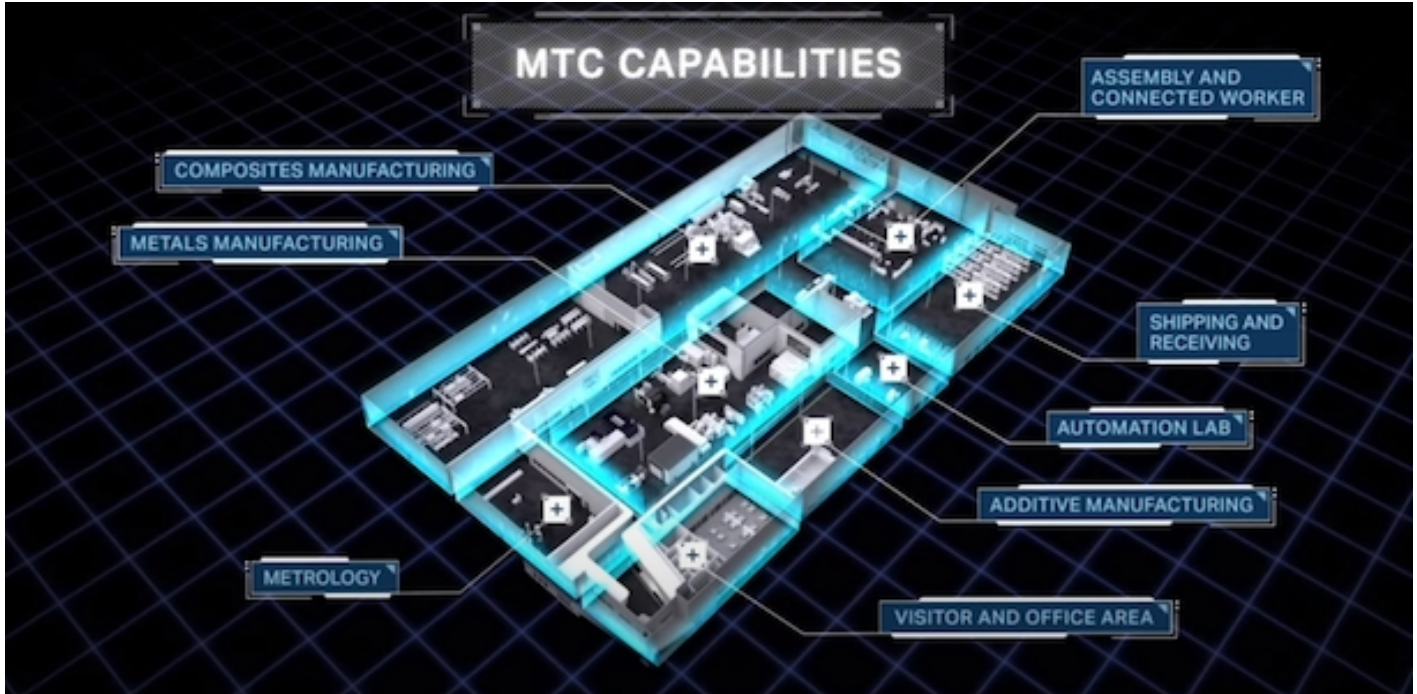 MTC CAPABILITIES
ASSEMBLY AND
CONNECTED WORKER
COMPOSITES MANUFACTURING
METALS MANUFACTURING
SHIPPING AND
RECEIVING
AUTOMATION LAB
ADDITIVE MANUFACTURING
METROLOGY
VISITOR AND OFFICE AREA